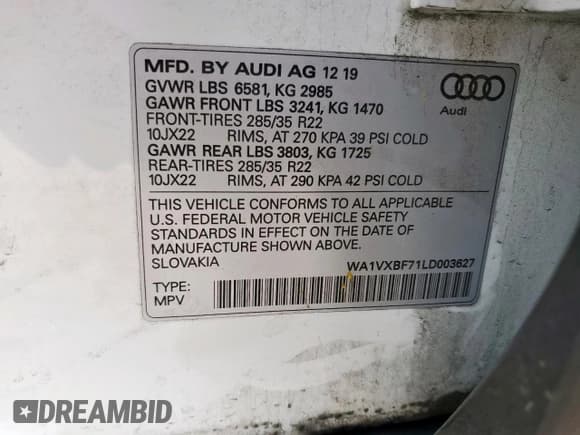 MFD. BY AUDI AG 12 19
GVWR LBS 6581, KG 2985
GAWR FRONT LBS 3241, KG 1470
FRONT-TIRES 285/35 R22
10JX22 RIMS, AT 270 KPA 39 PSI COLD
GAWR REAR LBS 3803, KG 1725
REAR-TIRES 285/35 R22
10JX22 RIMS, AT 290 KPA 42 PSI COLD
Audi
THIS VEHICLE CONFORMS TO ALL APPLICABLE
U.S. FEDERAL MOTOR VEHICLE SAFETY
STANDARDS IN EFFECT ON THE DATE OF
MANUFACTURE SHOWN ABOVE.
SLOVAKIA WA1VXBF71LD003627
TYPE:
MPV
DREAMBID